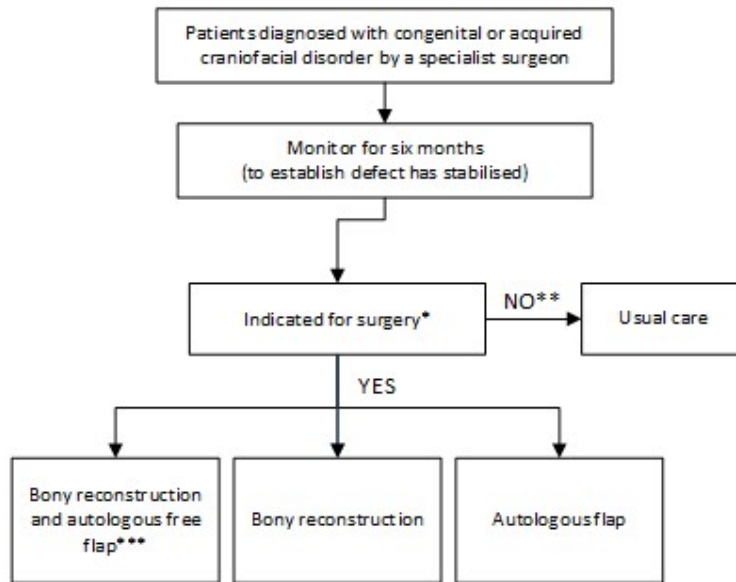 Patients diagnosed with congenital or acquired
craniofacial disorder by a specialist surgeon
Monitor for six months
(to establish defect has stabilised)
Indicated for surgery*
NO**
Usual care
YES
Bony reconstruction
and autologous free
flap***
Bony reconstruction
Autologous flap